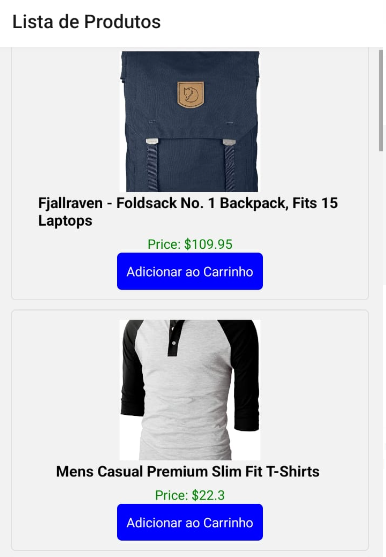 Lista de Produtos
Fjallraven - Foldsack No. 1 Backpack, Fits 15
Laptops
Price: $109.95
Adicionar ao Carrinho
Mens Casual Premium Slim Fit T-Shirts
Price: $22.3
Adicionar ao Carrinho